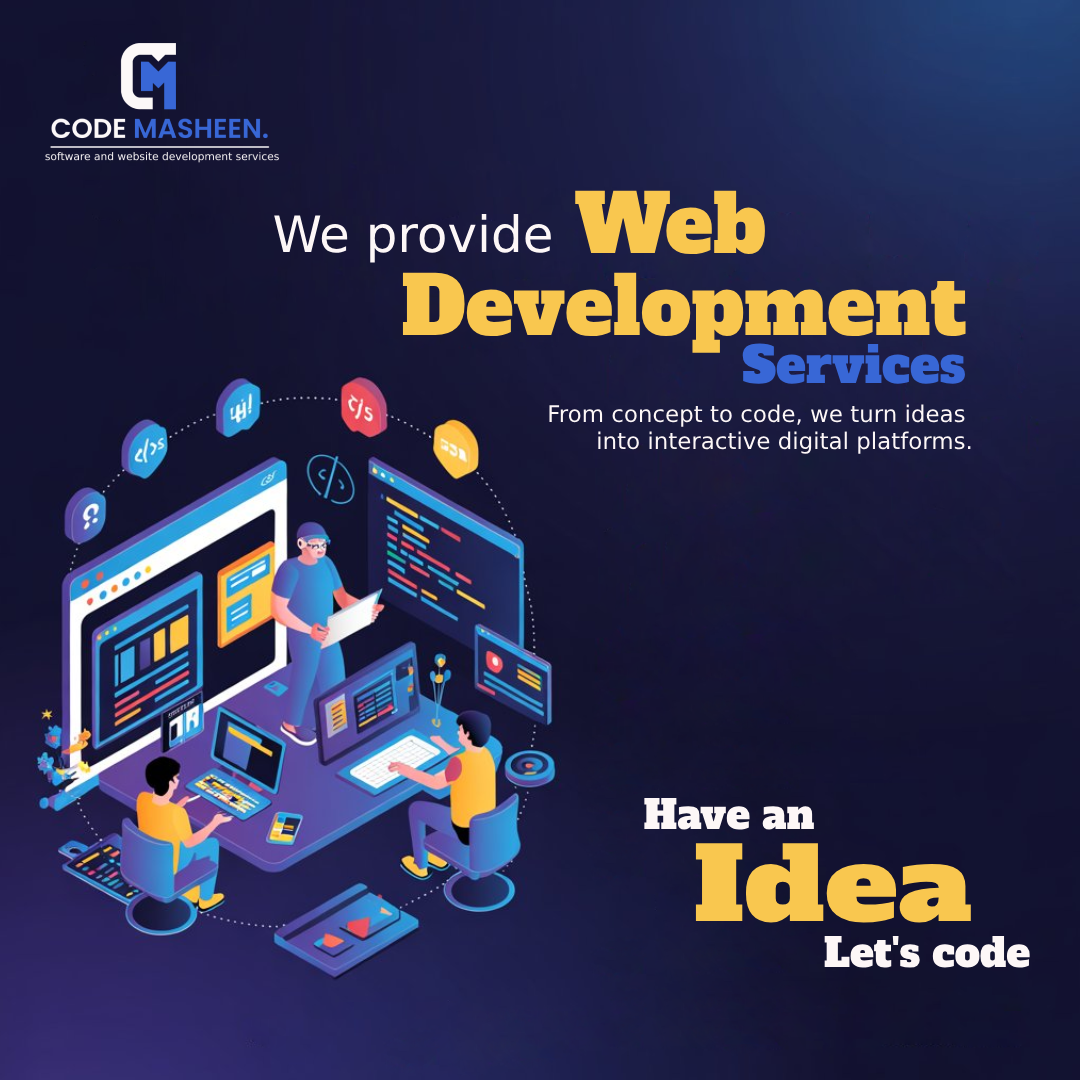 CODE MASHEEN.
software and website development services
We provide Web
Development
Services
From concept to code, we turn ideas
into interactive digital platforms.
Have an
Idea
Let's code